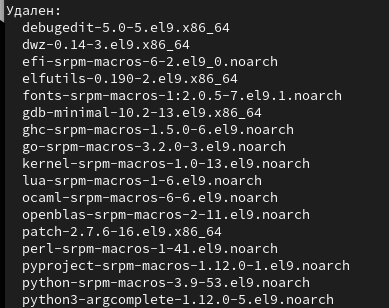 Удален:
debugedit-5.0-5.el9.x86_64
dwz-0.14-3.el9.x86_64
efi-srpm-macros-6-2.el9_0.noarch
elfutils-0.190-2.el9.x86_64
fonts-srpm-macros-1:2.0.5-7.el9.1.noarch
gdb-minimal-10.2-13.el9.x86_64
ghc-srpm-macros-1.5.0-6.el9.noarch
go-srpm-macros-3.2.0-3.el9.noarch
kernel-srpm-macros-1.0-13.el9.noarch
lua-srpm-macros-1-6.el9.noarch
ocaml-srpm-macros-6-6.el9.noarch
openblas-srpm-macros-2-11.el9.noarch
patch-2.7.6-16.el9.x86_64
perl-srpm-macros-1-41.el9.noarch
pyproject-srpm-macros-1.12.0-1.el9.noarch
python-srpm-macros-3.9-53.el9.noarch
python3-argcomplete-1.12.0-5.el9.noarch